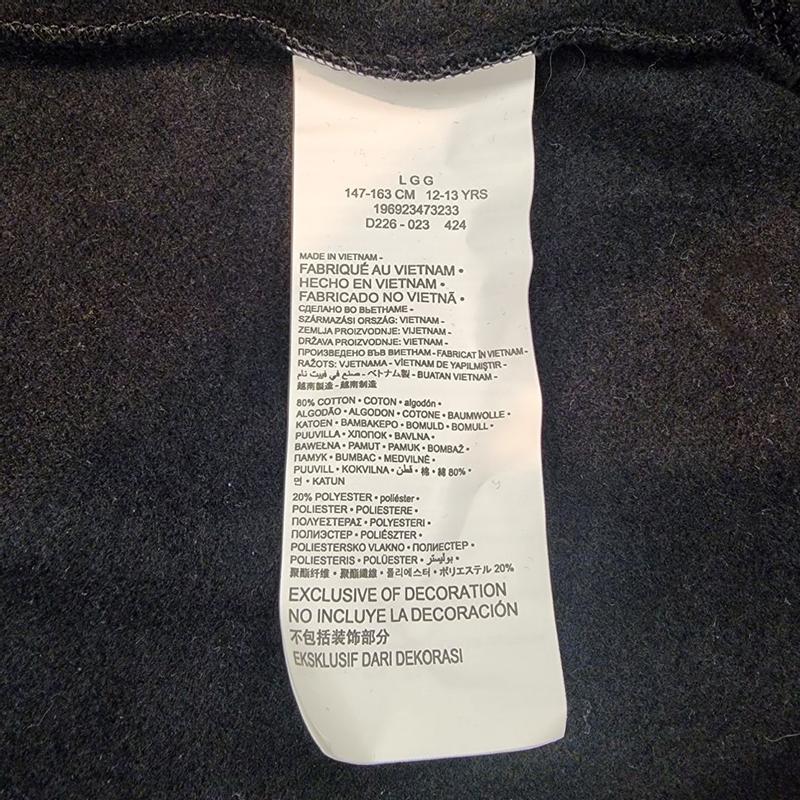 L G G
147-163 CM 12-13 YRS
196923473233
D226 - 023 424
MADE IN VIETNAM -
FABRIQUÉ AU VIETNAM •
HECHO EN VIETNAM •
FABRICADO NO VIETNÃ •
СДЕЛАНО ВО ВЬЕТНАМЕ -
SZÁRMAZÁSI ORSZÁG: VIETNAM -
ZEMLJA PROIZVODNJE: VIJETNAM -
DRŽAVA PROIZVODNJE: VIETNAM -
ПРОИЗВЕДЕНО ВЪВ ВИЕТНАМ - FABRICAT ÎN VIETNAM -
RAŽOTS: VJETNAMA - VİETNAM DE YAPILMIŞTIR -
صنع في فييت نام - ベトナム製 - BUATAN VIETNAM -
越南制造 - 越南製造
80% COTTON • COTON • algodón •
ALGODÃO • ALGODON • COTONE • BAUMWOLLE •
KATOEN • BAMBAKEPO • BOMULD • BOMULL •
PUUVILLA • ХЛОПОК • BAVLNA •
BAWEŁNA • PAMUT • PAMUK • BOMBAŽ •
ПАМУК • BUMBAC • MEDVILNĖ •
PUUVILL • KOKVILNA • قطن • 棉 • 綿 80% •
면 • KATUN
20% POLYESTER • poliéster •
POLIESTER • POLIESTERE •
ΠΟΛΥΕΣΤΕΡΑΣ • POLYESTERI •
ПОЛИЭСТЕР • POLIÉSZTER •
POLIESTERSKO VLAKNO • ПОЛИЕСТЕР •
POLIESTERIS • POLÜESTER • بوليستر •
聚酯纤维 • 聚酯纖維 • 폴리에스터 • ポリエステル 20%
EXCLUSIVE OF DECORATION
NO INCLUYE LA DECORACIÓN
不包括装饰部分
EKSKLUSIF DARI DEKORASI